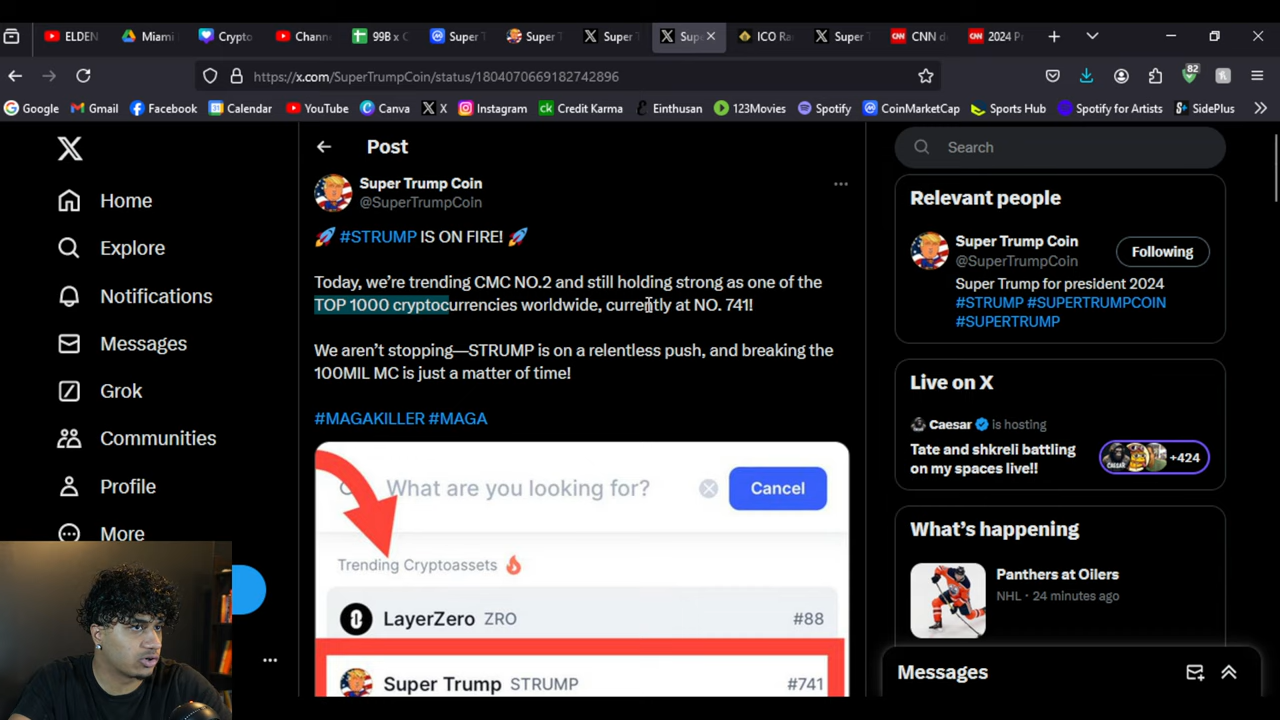 ELDEN
Miami
Crypto
Chann
99B x C
Super T
Super T
Super T
Sup
ICO Ra
Super T
CNN d
2024 P
https://x.com/SuperTrumpCoin/status/1804070669182742896
82
Google
Gmail
Facebook
Calendar
YouTube
Canva
X
Instagram
Credit Karma
Einthusan
123Movies
Spotify
CoinMarketCap
Sports Hub
Spotify for Artists
SidePlus
Home
Explore
Notifications
Messages
Grok
Communities
Profile
More
Post
Super Trump Coin
@SuperTrumpCoin
🚀 #STRUMP IS ON FIRE! 🚀
Today, we’re trending CMC NO.2 and still holding strong as one of the
TOP 1000 cryptocurrencies worldwide, currently at NO. 741!
We aren’t stopping—STRUMP is on a relentless push, and breaking the
100MIL MC is just a matter of time!
#MAGAKILLER #MAGA
What are you looking for?
Cancel
Trending Cryptoassets 🔥
LayerZero ZRO #88
Super Trump STRUMP #741
Search
Relevant people
Super Trump Coin
@SuperTrumpCoin
Following
Super Trump for president 2024
#STRUMP #SUPERTRUMPCOIN
#SUPERTRUMP
Live on X
Caesar is hosting
Tate and shkreli battling
on my spaces live!!
+424
What’s happening
Panthers at Oilers
NHL · 24 minutes ago
Messages